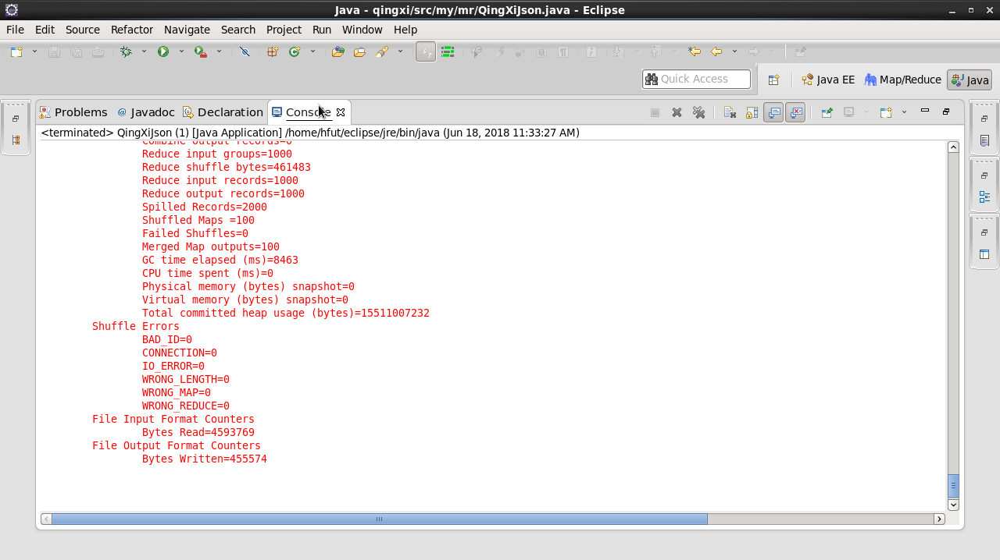 Java - qingxi/src/my/mr/QingXiJson.java - Eclipse
File Edit Source Refactor Navigate Search Project Run Window Help
Quick Access Java EE Map/Reduce Java
Problems @ Javadoc Declaration Console
<terminated> QingXiJson (1) [Java Application] /home/hfut/eclipse/jre/bin/java (Jun 18, 2018 11:33:27 AM)
Combine output records=0
Reduce input groups=1000
Reduce shuffle bytes=461483
Reduce input records=1000
Reduce output records=1000
Spilled Records=2000
Shuffled Maps =100
Failed Shuffles=0
Merged Map outputs=100
GC time elapsed (ms)=8463
CPU time spent (ms)=0
Physical memory (bytes) snapshot=0
Virtual memory (bytes) snapshot=0
Total committed heap usage (bytes)=15511007232
Shuffle Errors
BAD_ID=0
CONNECTION=0
IO_ERROR=0
WRONG_LENGTH=0
WRONG_MAP=0
WRONG_REDUCE=0
File Input Format Counters
Bytes Read=4593769
File Output Format Counters
Bytes Written=455574